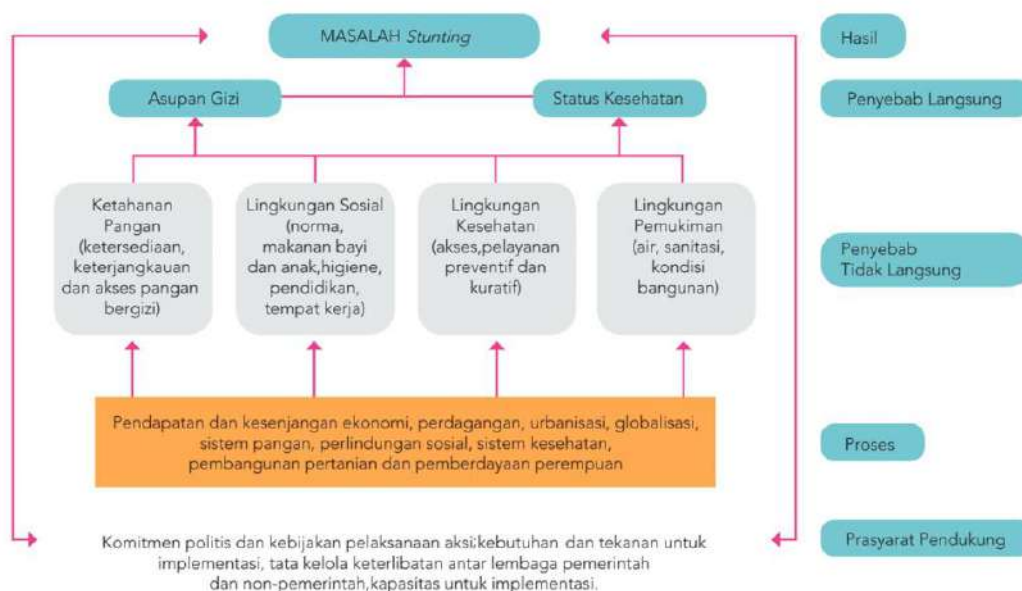 MASALAH Stunting
Hasil
Asupan Gizi
Status Kesehatan
Penyebab Langsung
Ketahanan
Pangan
(ketersediaan,
keterjangkauan
dan akses pangan
bergizi)
Lingkungan Sosial
(norma,
makanan bayi
dan anak,higiene,
pendidikan,
tempat kerja)
Lingkungan
Kesehatan
(akses,pelayanan
preventif dan
kuratif)
Lingkungan
Pemukiman
(air, sanitasi,
kondisi
bangunan)
Penyebab
Tidak Langsung
Pendapatan dan kesenjangan ekonomi, perdagangan, urbanisasi, globalisasi,
sistem pangan, perlindungan sosial, sistem kesehatan,
pembangunan pertanian dan pemberdayaan perempuan
Proses
Komitmen politis dan kebijakan pelaksanaan aksi;kebutuhan dan tekanan untuk
implementasi, tata kelola keterlibatan antar lembaga pemerintah
dan non-pemerintah,kapasitas untuk implementasi.
Prasyarat Pendukung